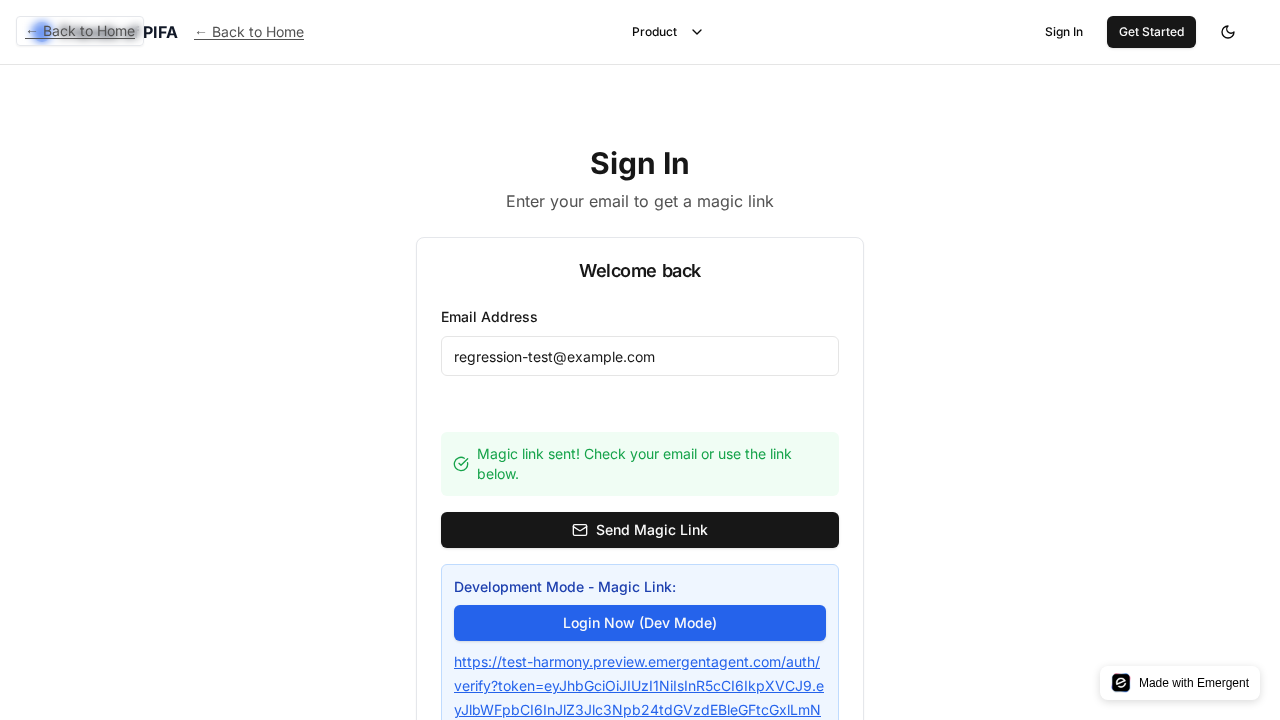 ← Back to Home
PIFA
← Back to Home
Product
Sign In
Get Started
Sign In
Enter your email to get a magic link
Welcome back
Email Address
regression-test@example.com
Magic link sent! Check your email or use the link
below.
Send Magic Link
Development Mode - Magic Link:
Login Now (Dev Mode)
https://test-harmony.preview.emergentagent.com/auth/
verify?token=eyJhbGciOiJIUzI1NiIsInR5cCI6IkpXVCJ9.e
yJlbWFpbCI6InJlZ3Jlc3Npb24tdGVzdEBleGFtcGxlLmN
Made with Emergent